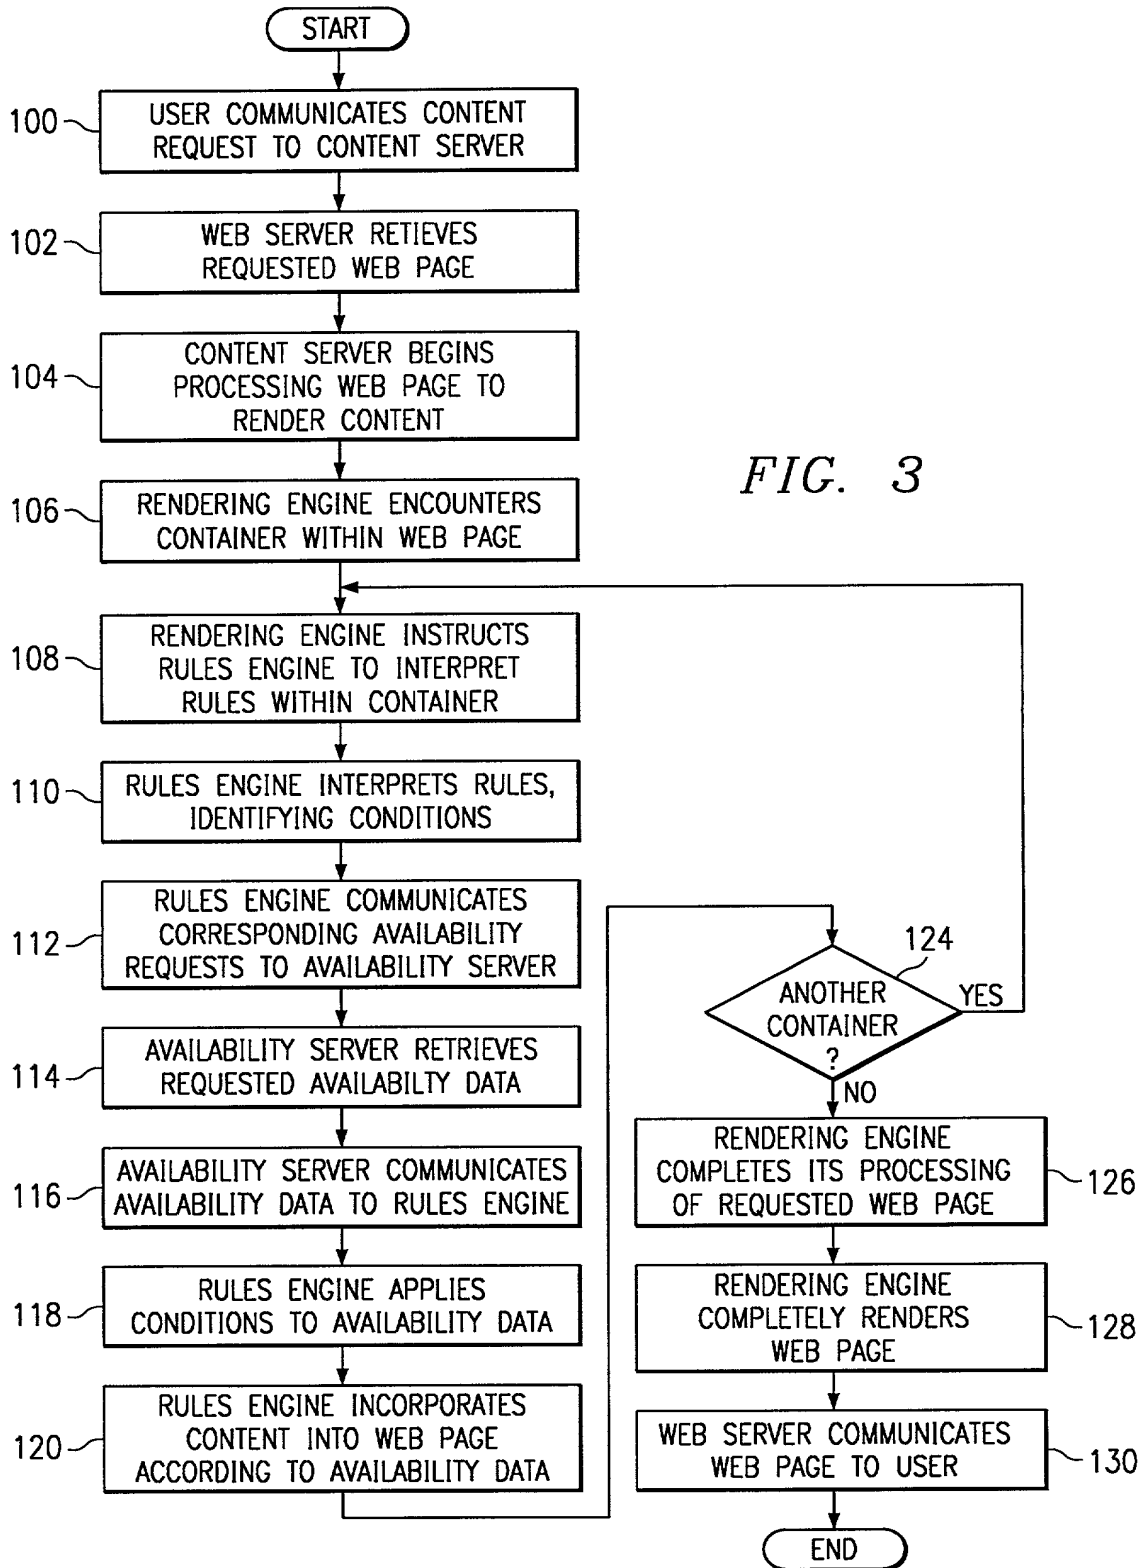 START
100
USER COMMUNICATES CONTENT
REQUEST TO CONTENT SERVER
102
WEB SERVER RETIEVES
REQUESTED WEB PAGE
104
CONTENT SERVER BEGINS
PROCESSING WEB PAGE TO
RENDER CONTENT
FIG. 3
106
RENDERING ENGINE ENCOUNTERS
CONTAINER WITHIN WEB PAGE
108
RENDERING ENGINE INSTRUCTS
RULES ENGINE TO INTERPRET
RULES WITHIN CONTAINER
110
RULES ENGINE INTERPRETS RULES,
IDENTIFYING CONDITIONS
112
RULES ENGINE COMMUNICATES
CORRESPONDING AVAILABILITY
REQUESTS TO AVAILABILITY SERVER
114
AVAILABILITY SERVER RETRIEVES
REQUESTED AVAILABILTY DATA
116
AVAILABILITY SERVER COMMUNICATES
AVAILABILITY DATA TO RULES ENGINE
118
RULES ENGINE APPLIES
CONDITIONS TO AVAILABILITY DATA
120
RULES ENGINE INCORPORATES
CONTENT INTO WEB PAGE
ACCORDING TO AVAILABILITY DATA
124
ANOTHER
CONTAINER
?
YES
NO
RENDERING ENGINE
COMPLETES ITS PROCESSING
OF REQUESTED WEB PAGE
126
RENDERING ENGINE
COMPLETELY RENDERS
WEB PAGE
128
WEB SERVER COMMUNICATES
WEB PAGE TO USER
130
END